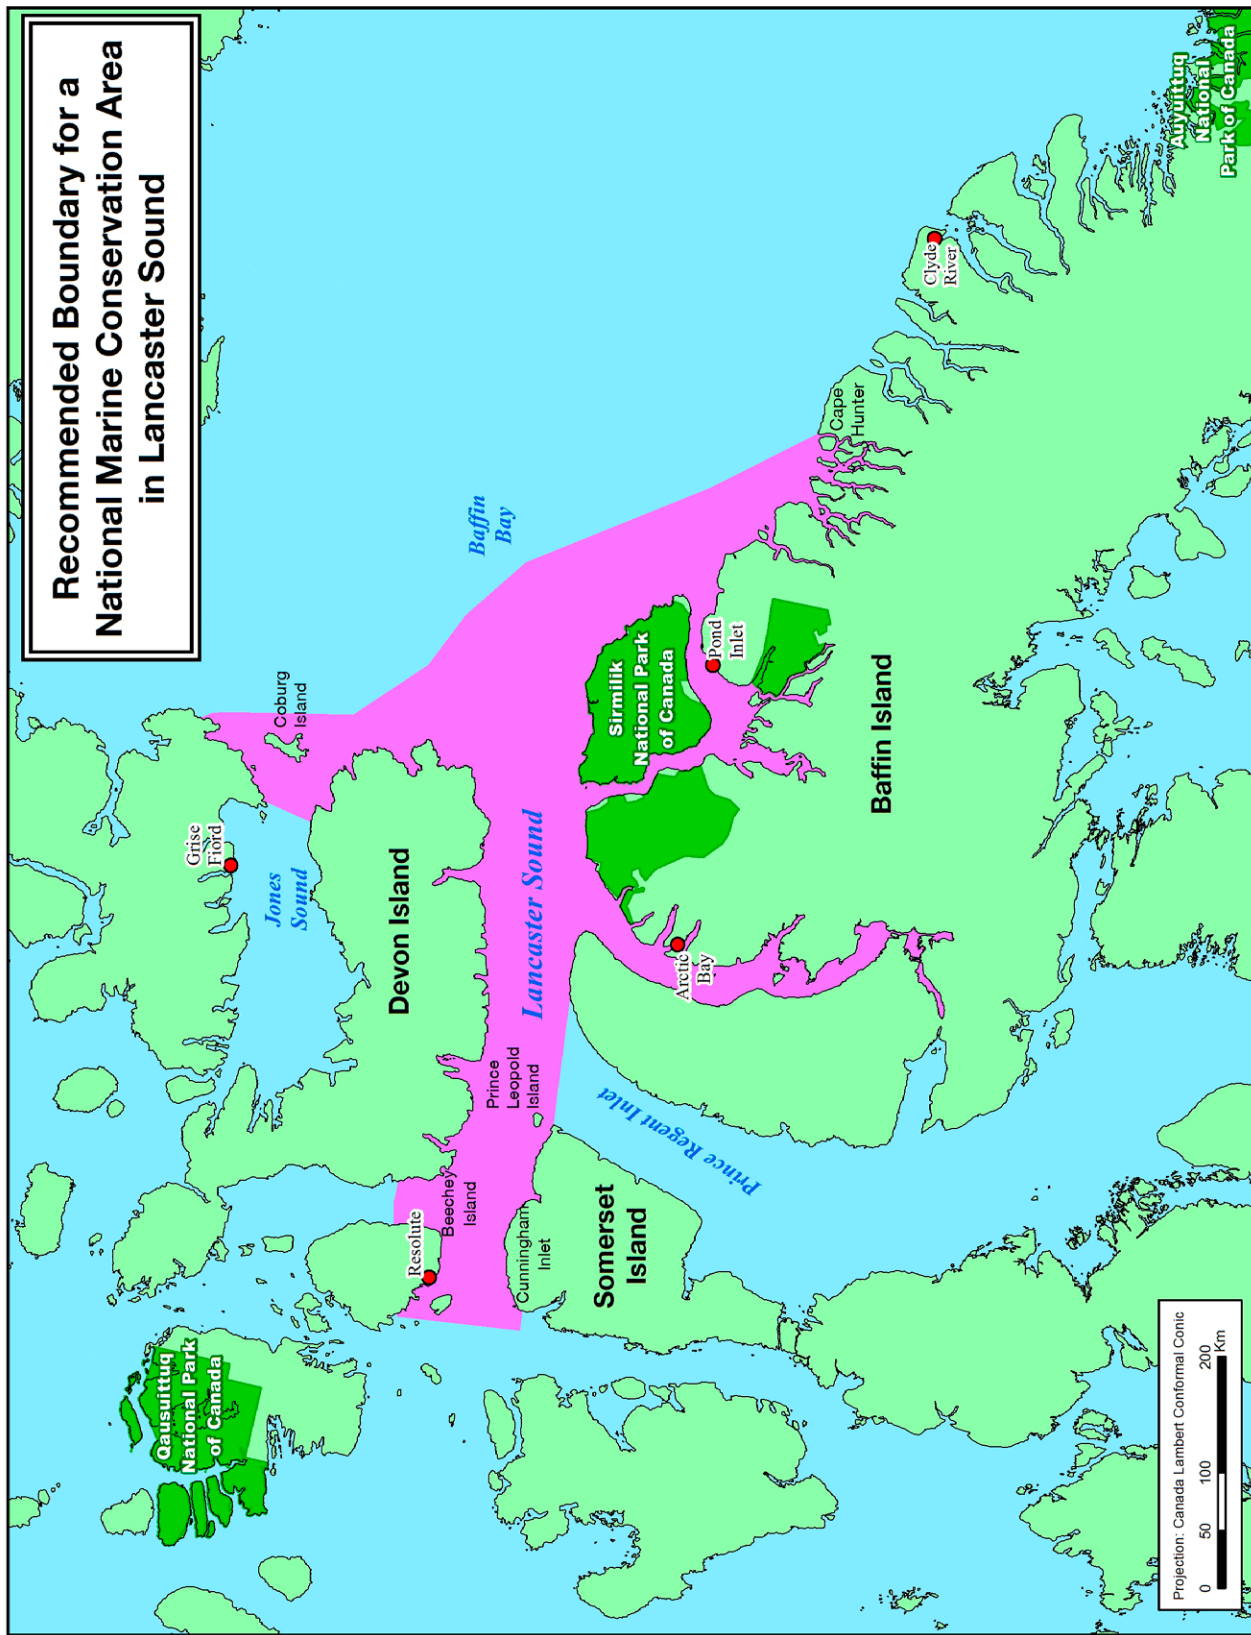 Recommended Boundary for a
National Marine Conservation Area
in Lancaster Sound
Qausuittuq
National Park
of Canada
Grise
Fiord
Jones
Sound
Coburg
Island
Resolute
Beechey
Island
Devon Island
Baffin
Bay
Cunningham
Inlet
Prince
Leopold
Island
Lancaster Sound
Somerset
Island
Prince Regent Inlet
Arctic
Bay
Sirmilik
National Park
of Canada
Pond
Inlet
Cape
Hunter
Baffin Island
Clyde
River
Auyuittuq
National
Park of Canada
Projection: Canada Lambert Conformal Conic
0 50 100 200
Km